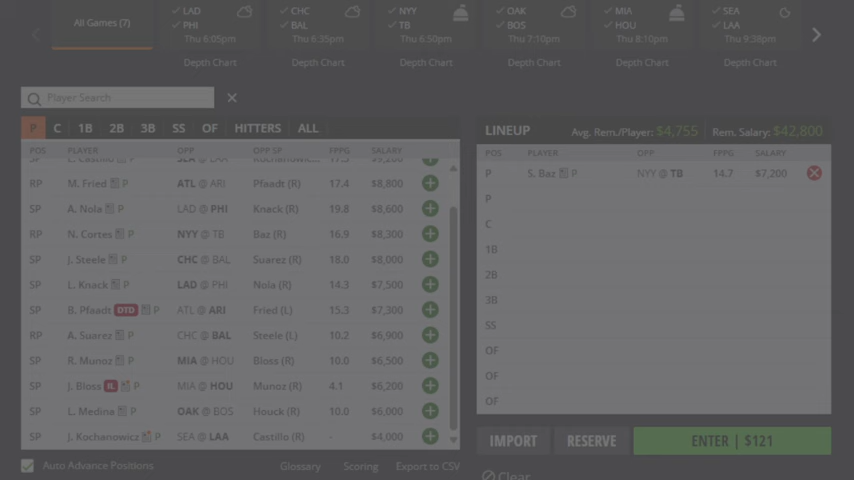 All Games (7)
LAD
PHI
Thu 6:05pm
Depth Chart
CHC
BAL
Thu 6:35pm
Depth Chart
NYY
TB
Thu 6:50pm
Depth Chart
OAK
BOS
Thu 7:10pm
Depth Chart
MIA
HOU
Thu 8:10pm
Depth Chart
SEA
LAA
Thu 9:38pm
Depth Chart
Player Search
P C 1B 2B 3B SS OF HITTERS ALL
POS PLAYER OPP OPP SP FPPG SALARY
RP M. Fried P ATL @ ARI Pfaadt (R) 17.4 $8,800
SP A. Nola P LAD @ PHI Knack (R) 19.8 $8,600
RP N. Cortes P NYY @ TB Baz (R) 16.9 $8,300
SP J. Steele P CHC @ BAL Suarez (R) 18.0 $8,000
SP L. Knack P LAD @ PHI Nola (R) 14.3 $7,500
SP B. Pfaadt DTD P ATL @ ARI Fried (L) 15.3 $7,300
RP A. Suarez P CHC @ BAL Steele (L) 10.2 $6,900
SP R. Munoz P MIA @ HOU Bloss (R) 10.0 $6,500
SP J. Bloss IL P MIA @ HOU Munoz (R) 4.1 $6,200
SP L. Medina P OAK @ BOS Houck (R) 10.0 $6,000
SP J. Kochanowicz P SEA @ LAA Castillo (R) - $4,000
Auto Advance Positions Glossary Scoring Export to CSV
LINEUP Avg. Rem./Player: $4,755 Rem. Salary: $42,800
POS PLAYER OPP FPPG SALARY
P S. Baz P NYY @ TB 14.7 $7,200
P
C
1B
2B
3B
SS
OF
OF
OF
IMPORT RESERVE ENTER | $121
Clear